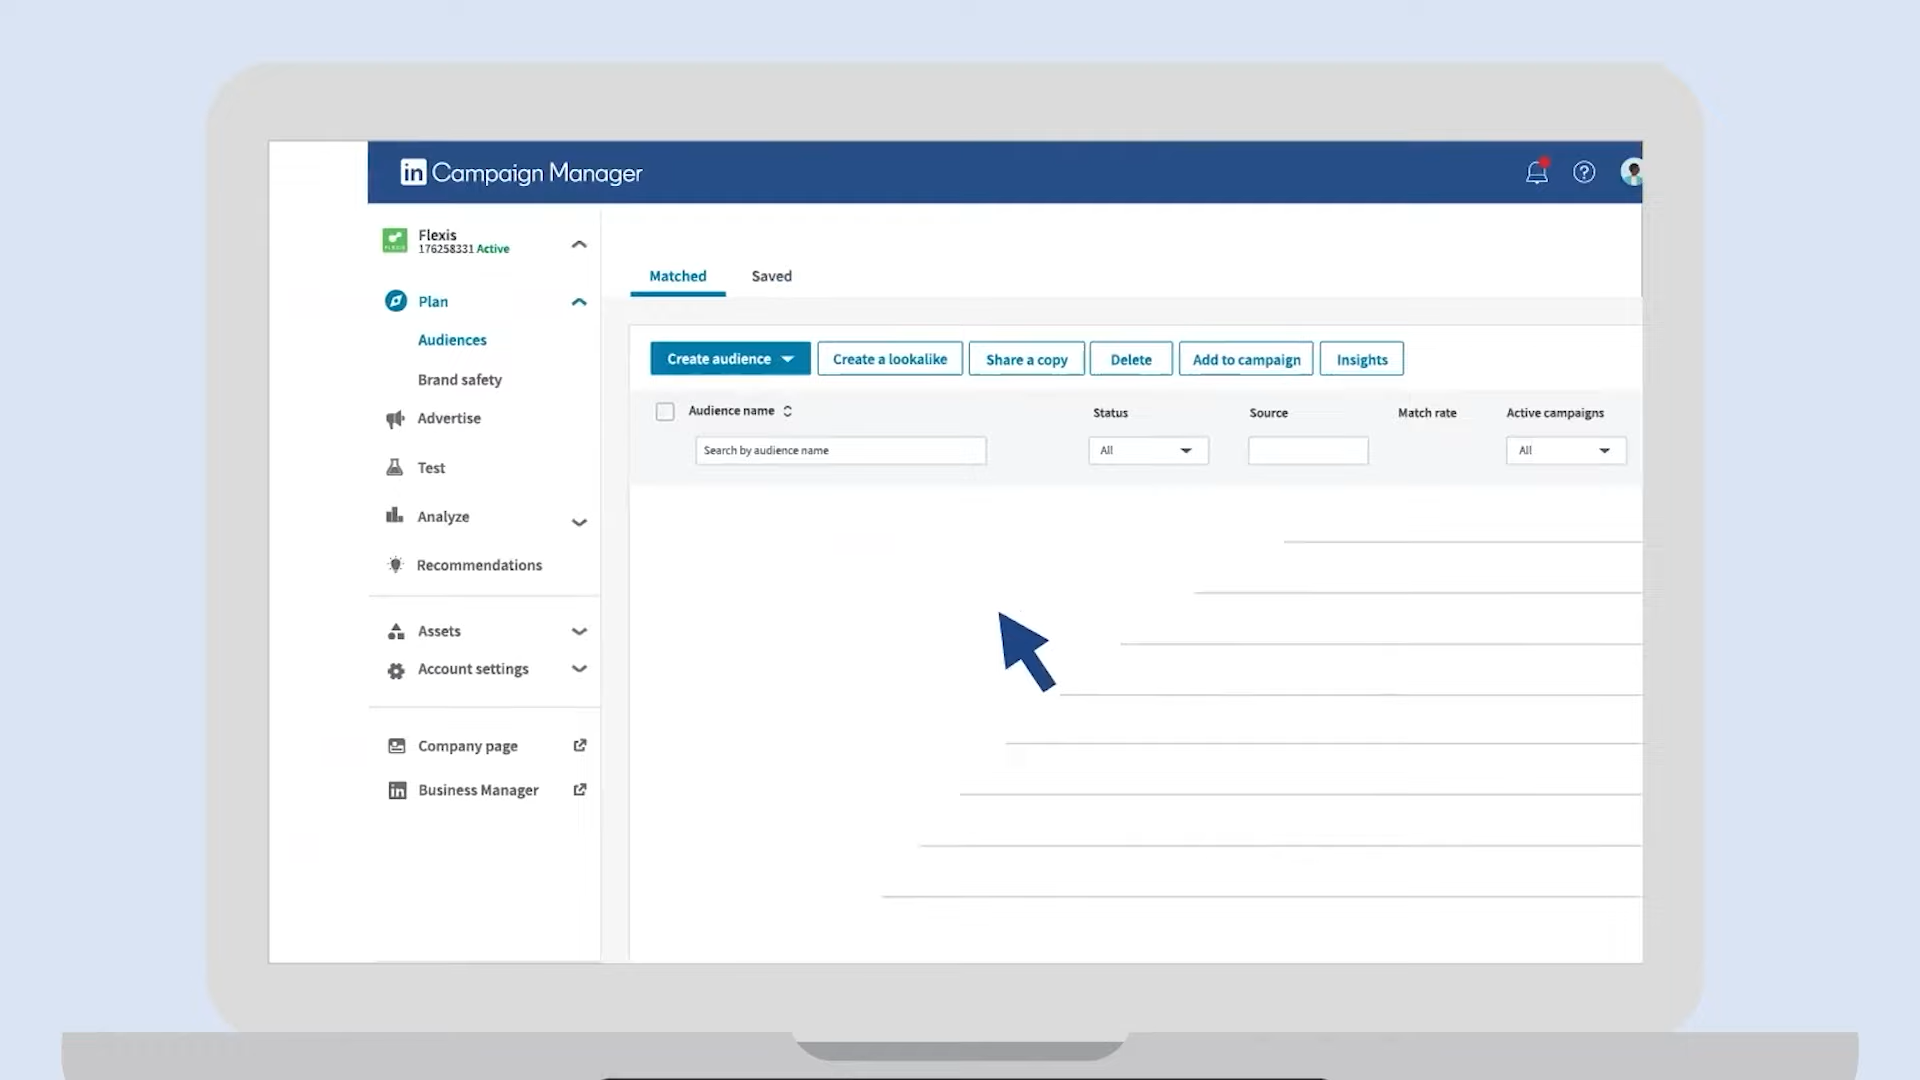 in Campaign Manager
Flexis
176258331 Active
Plan
Audiences
Brand safety
Advertise
Test
Analyze
Recommendations
Assets
Account settings
Company page
in Business Manager
Matched Saved
Create audience Create a lookalike Share a copy Delete Add to campaign Insights
Audience name Status Source Match rate Active campaigns
Search by audience name All All